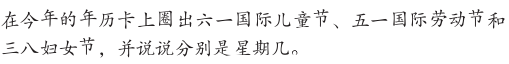 在今年的年历卡上圈出六一国际儿童节、五一国际劳动节和
三八妇女节，并说说分别是星期几。